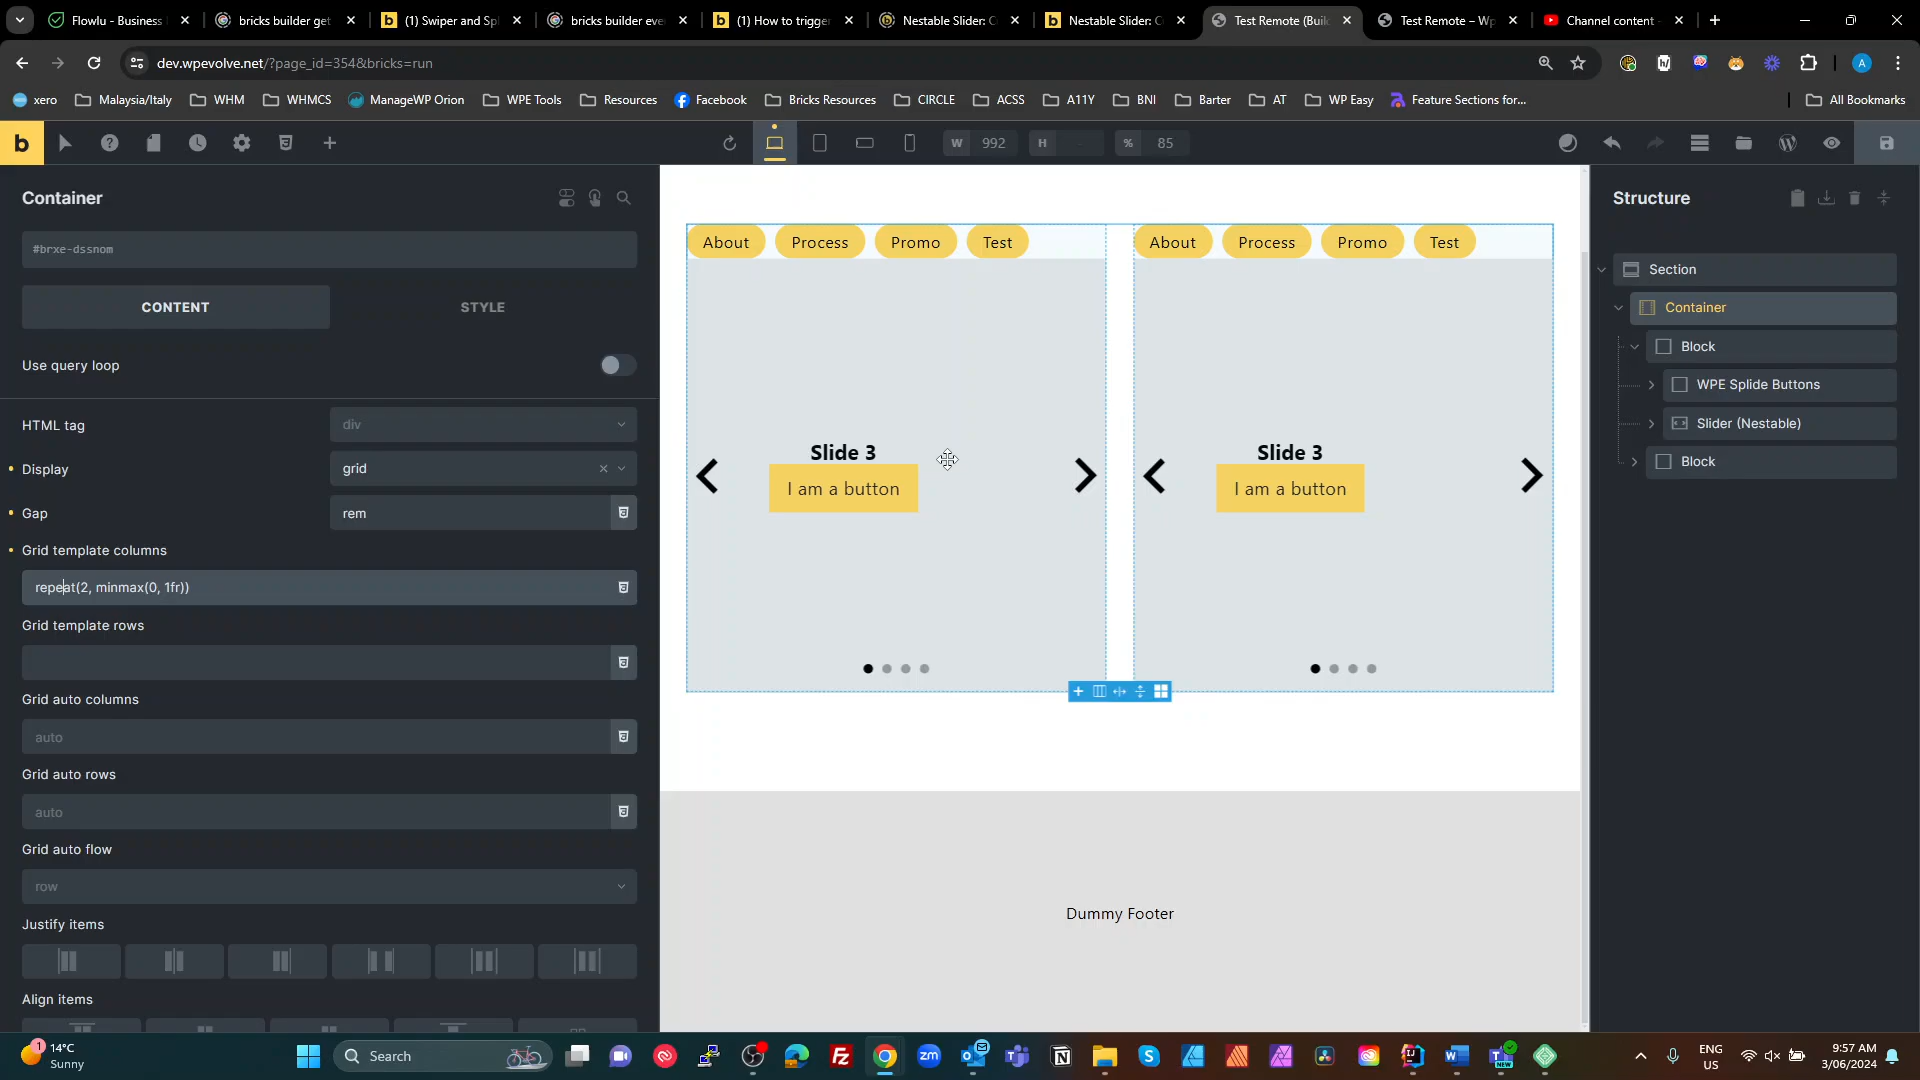 Flowlu - Business
bricks builder get
(1) Swiper and Spl
bricks builder eve
(1) How to trigge
Nestable Slider: C
Nestable Slider: C
Test Remote (Buil
Test Remote – Wp
Channel content -
dev.wpevolve.net/?page_id=354&bricks=run
xero
Malaysia/Italy
WHM
WHMCS
ManageWP Orion
WPE Tools
Resources
Facebook
Bricks Resources
CIRCLE
ACSS
A11Y
BNI
Barter
AT
WP Easy
Feature Sections for...
All Bookmarks
b
W 992 H - % 85
Container
#brxe-dssnom
CONTENT
STYLE
Use query loop
HTML tag
div
Display
grid
Gap
rem
Grid template columns
repeat(2, minmax(0, 1fr))
Grid template rows
Grid auto columns
auto
Grid auto rows
auto
Grid auto flow
row
Justify items
Align items
About Process Promo Test
Slide 3
I am a button
About Process Promo Test
Slide 3
I am a button
Dummy Footer
Structure
Section
Container
Block
WPE Splide Buttons
Slider (Nestable)
Block
1
14°C
Sunny
Search
ENG
US
9:57 AM
3/06/2024